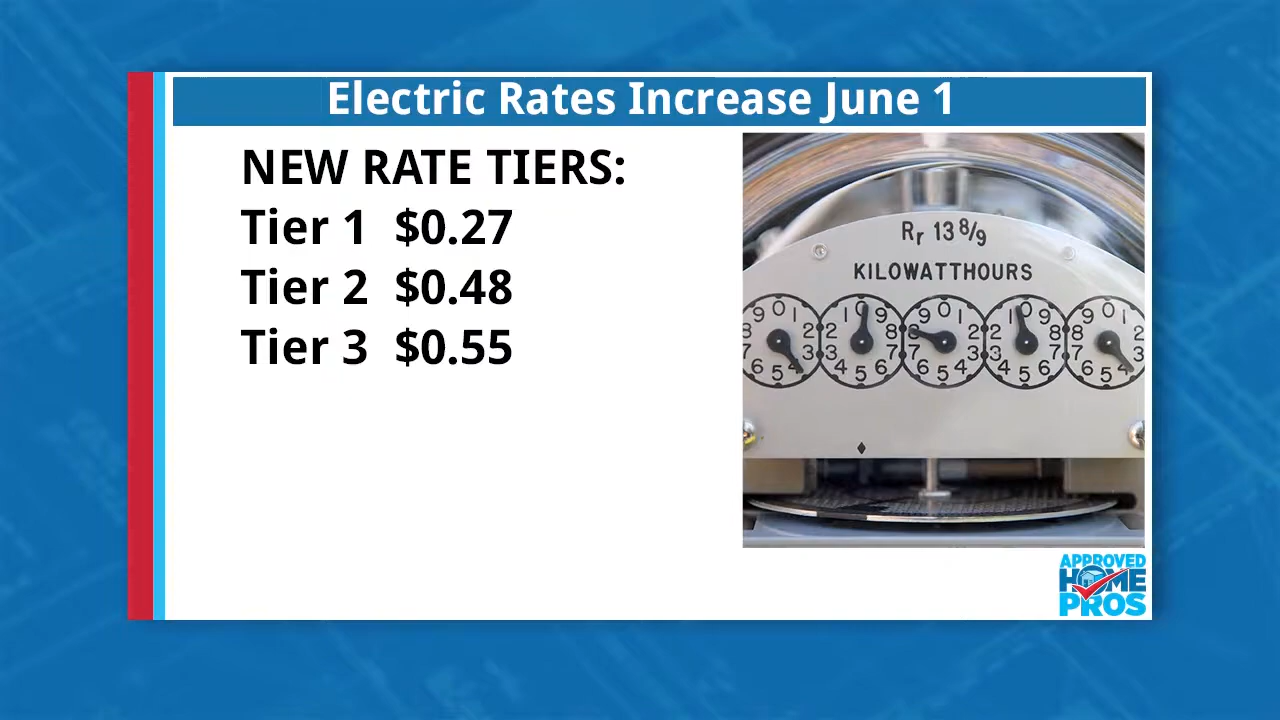 Electric Rates Increase June 1
NEW RATE TIERS:
Tier 1 $0.27
Tier 2 $0.48
Tier 3 $0.55
Rr 13 8/9
KILOWATTHOURS
APPROVED
HOME
PROS